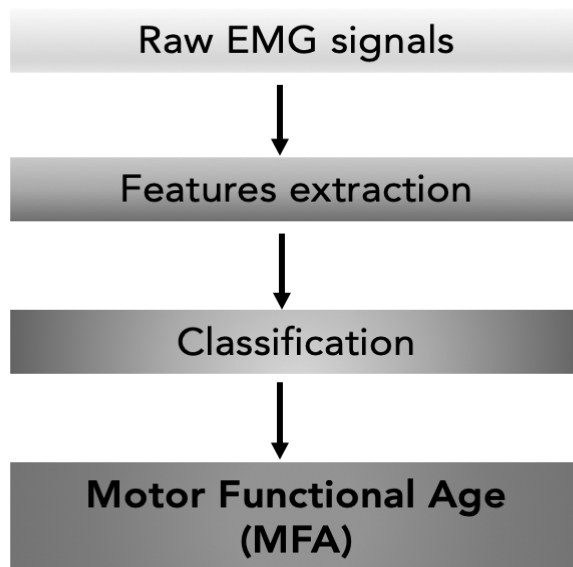 Raw EMG signals
Features extraction
Classification
Motor Functional Age
(MFA)